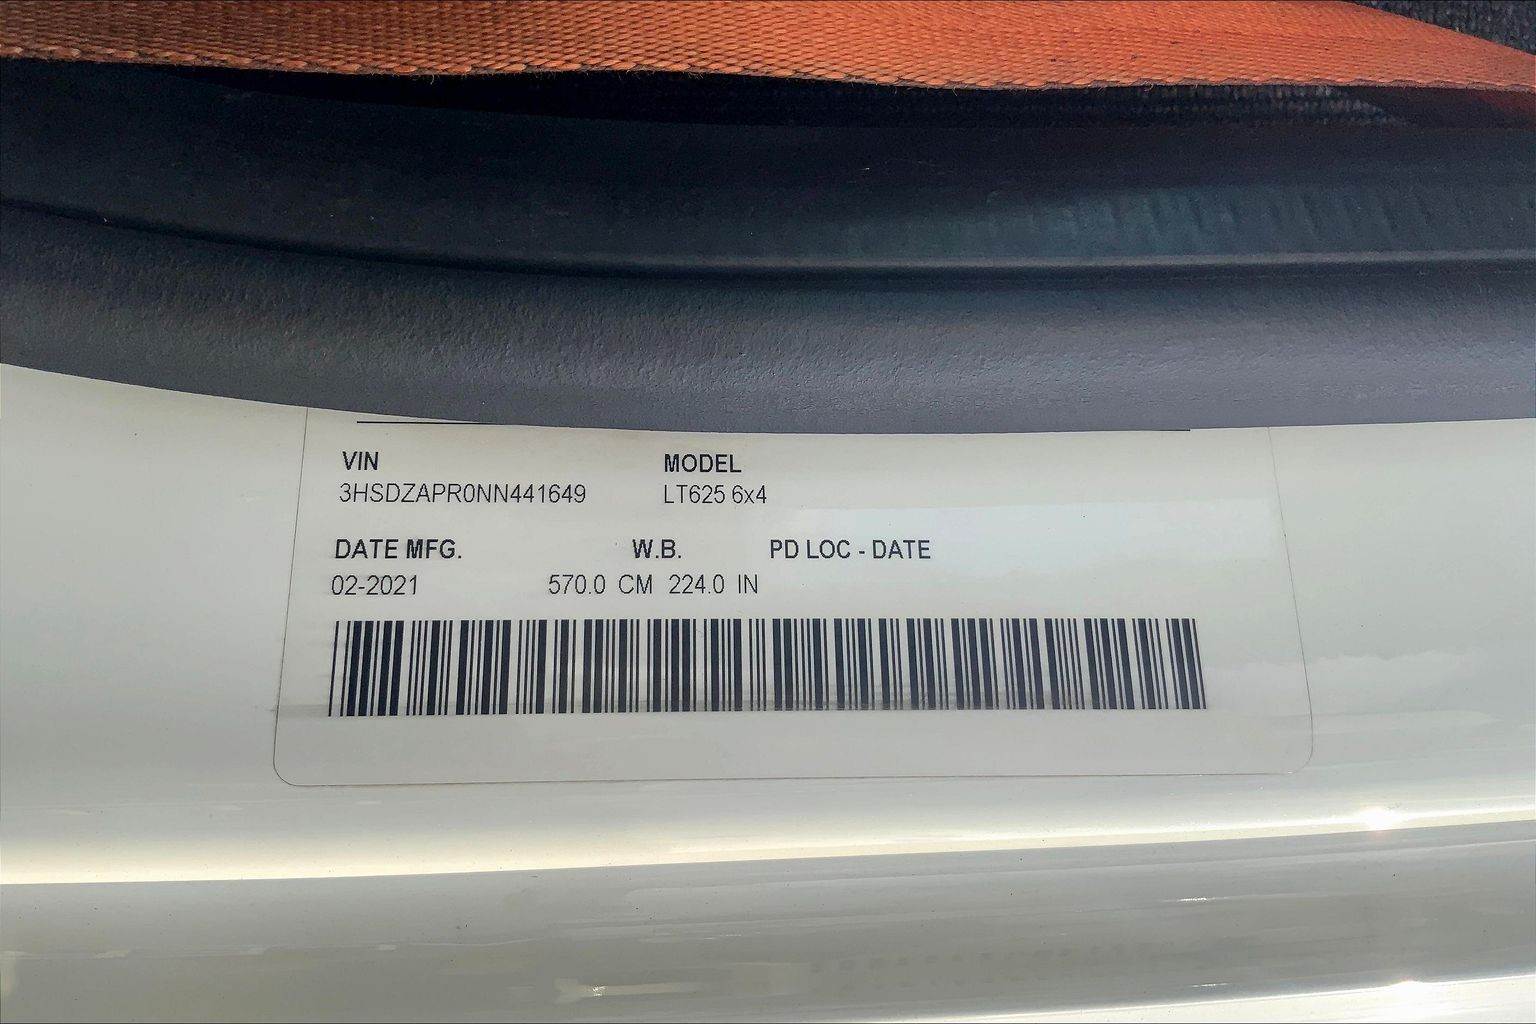 VIN MODEL
3HSDZAPR0NN441649 LT625 6x4
DATE MFG. W.B. PD LOC - DATE
02-2021 570.0 CM 224.0 IN